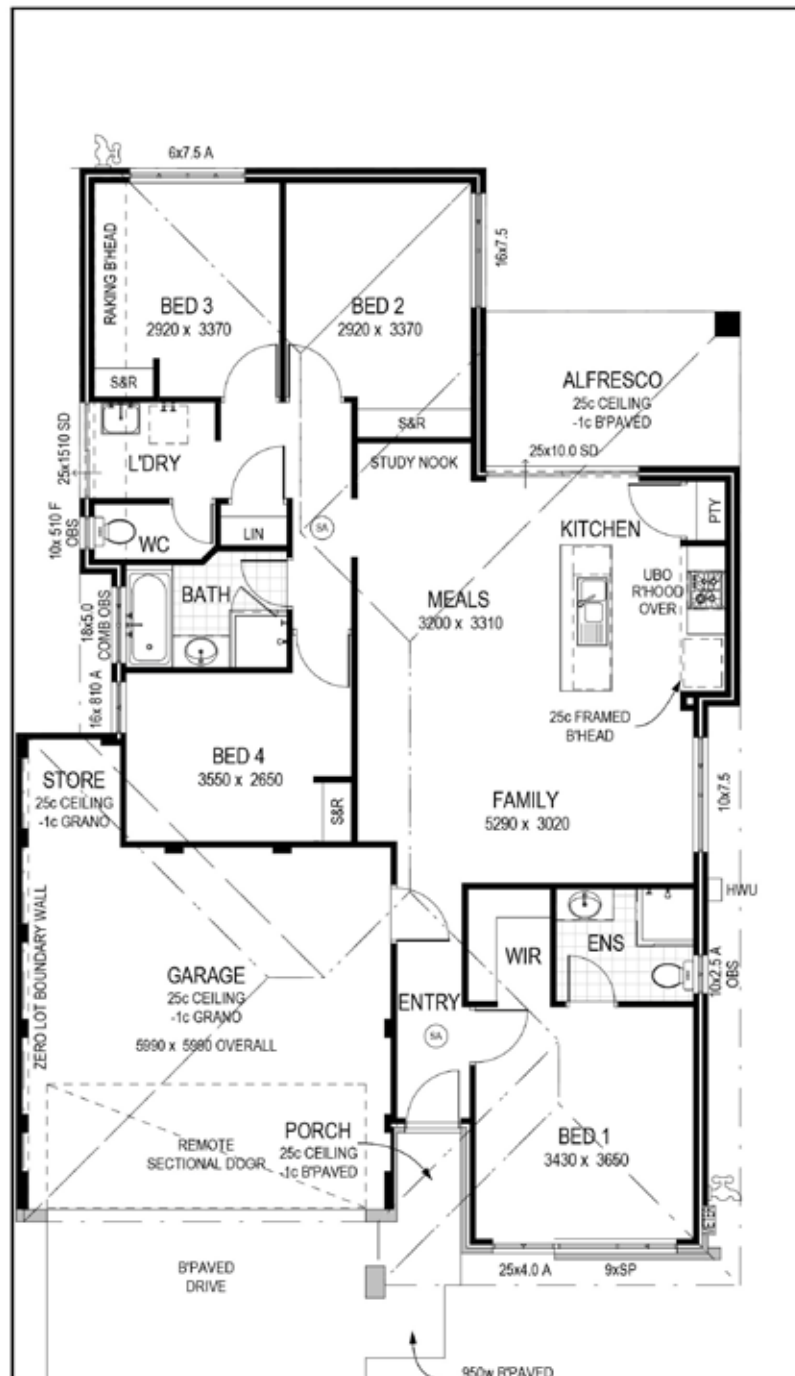 6x7.5 A
RAKING B'HEAD
BED 3
2920 x 3370
BED 2
2920 x 3370
16x7.5
S&R
S&R
ALFRESCO
25c CEILING
-1c B'PAVED
25x1510 SD
L'DRY
STUDY NOOK
25x10.0 SD
10x 510 F
OBS
WC
LIN
SA
KITCHEN
PTY
UBO
R'HOOD
OVER
BATH
MEALS
3200 x 3310
18x5.0
COMB OBS
16x 810 A
25c FRAMED
B'HEAD
BED 4
3550 x 2650
S&R
STORE
25c CEILING
-1c GRANO
FAMILY
5290 x 3020
10x7.5
HWU
ZERO LOT BOUNDARY WALL
GARAGE
25c CEILING
-1c GRANO
5990 x 5990 OVERALL
WIR
ENS
10x2.5 A
OBS
ENTRY
SA
REMOTE
SECTIONAL DOOR
PORCH
25c CEILING
-1c B'PAVED
BED 1
3430 x 3650
METER
B'PAVED
DRIVE
25x4.0 A
9xSP
950w B'PAVED